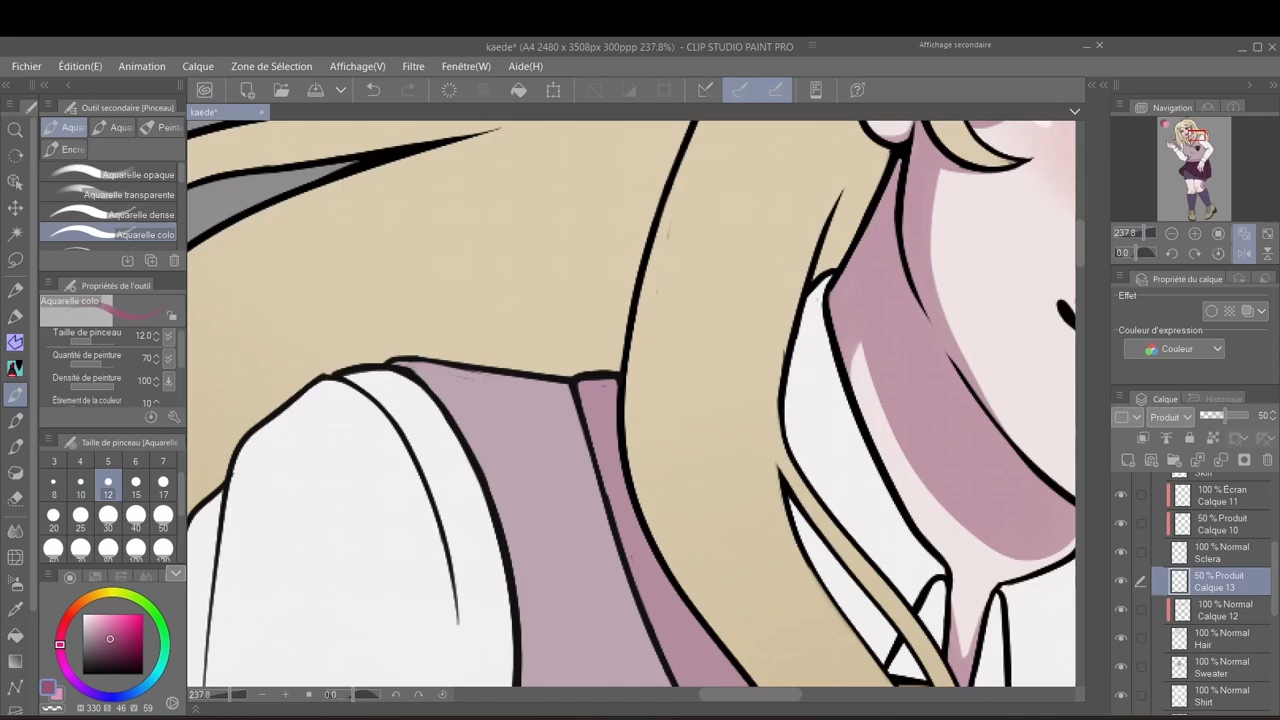 kaede* (A4 2480 x 3508px 300ppp 237.8%) - CLIP STUDIO PAINT PRO
Affichage secondaire
Fichier Édition(E) Animation Calque Zone de Sélection Affichage(V) Filtre Fenêtre(W) Aide(H)
Outil secondaire [Pinceau]
kaede*
Navigation
Aqua Aqua Peint
Encre
Aquarelle opaque
Aquarelle transparente
Aquarelle dense
Aquarelle colo
237.8
0.0
Propriétés de l'outil
Propriété du calque
Aquarelle colo
Effet
Taille de pinceau 12.0
Couleur d'expression
Quantité de peinture 70
Couleur
Densité de peinture 100
Étirement de la couleur 10
Calque Historique
Produit 50
Taille de pinceau [Aquarelle
3 4 5 6 7
8 10 12 15 17
20 25 30 40 50
Skin
100 % Écran
Calque 11
50 % Produit
Calque 10
100 % Normal
Sclera
50 % Produit
Calque 13
100 % Normal
Calque 12
100 % Normal
Hair
100 % Normal
Sweater
100 % Normal
Shirt
237.8 0.0
H 330 S 46 V 59